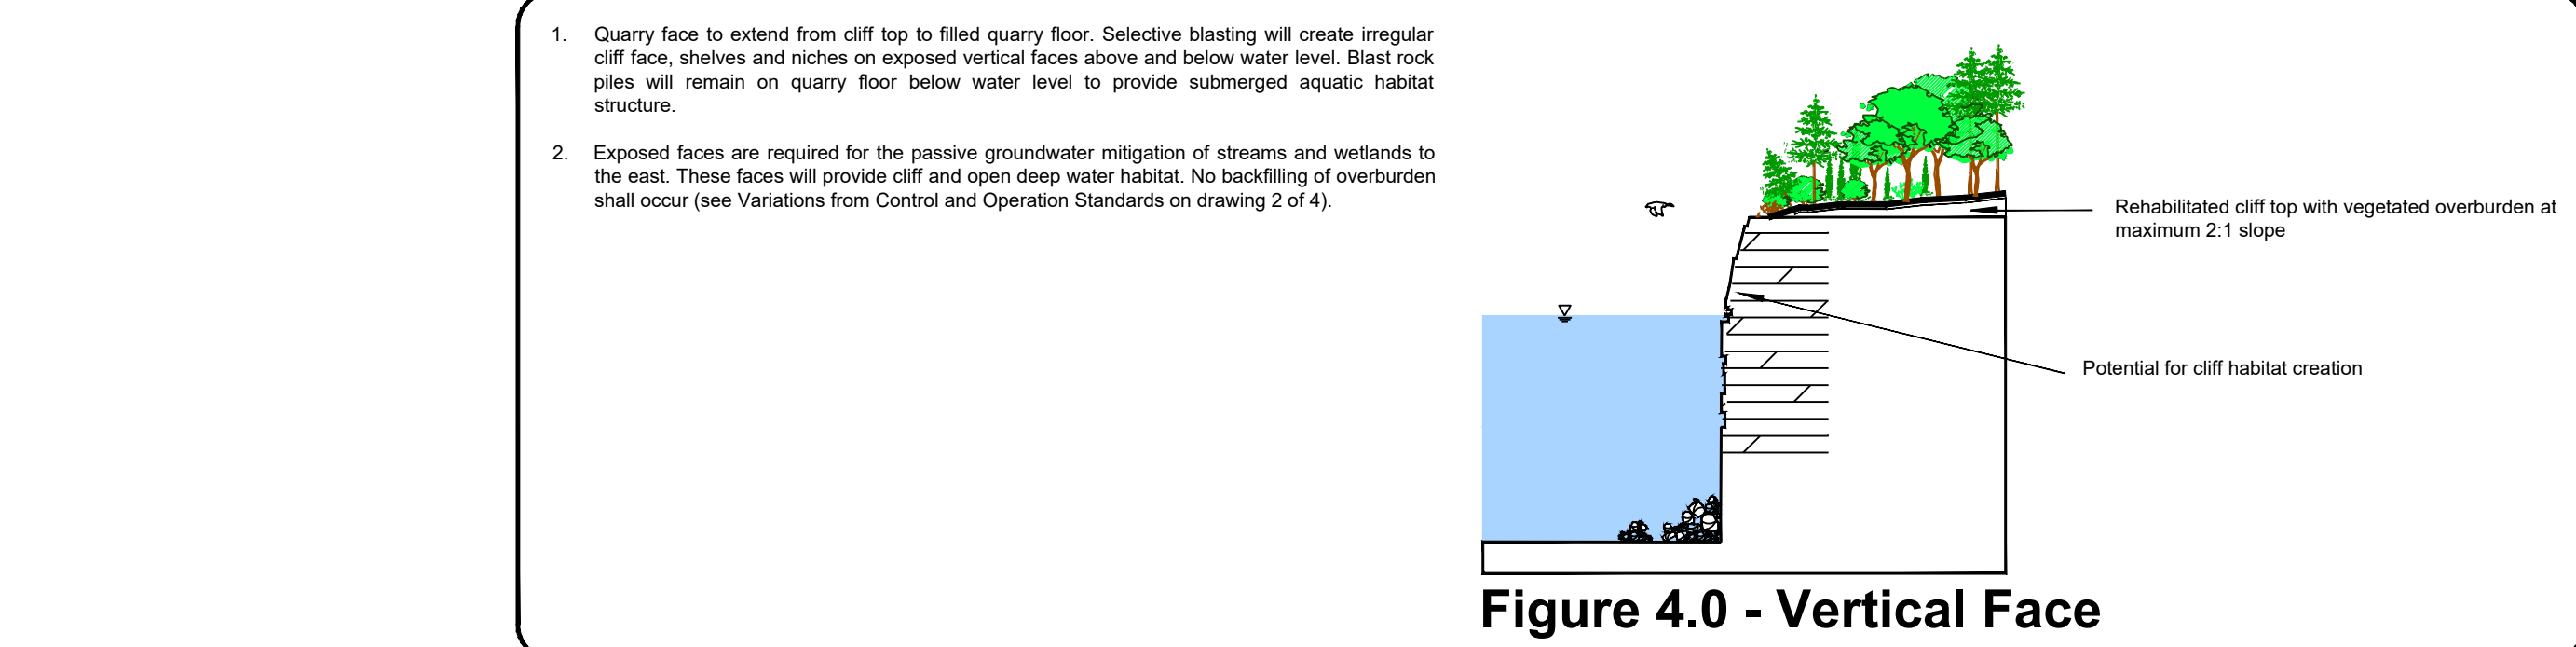 1. Quarry face to extend from cliff top to filled quarry floor. Selective blasting will create irregular
cliff face, shelves and niches on exposed vertical faces above and below water level. Blast rock
piles will remain on quarry floor below water level to provide submerged aquatic habitat
structure.
2. Exposed faces are required for the passive groundwater mitigation of streams and wetlands to
the east. These faces will provide cliff and open deep water habitat. No backfilling of overburden
shall occur (see Variations from Control and Operation Standards on drawing 2 of 4).
Rehabilitated cliff top with vegetated overburden at
maximum 2:1 slope
Potential for cliff habitat creation
Figure 4.0 - Vertical Face